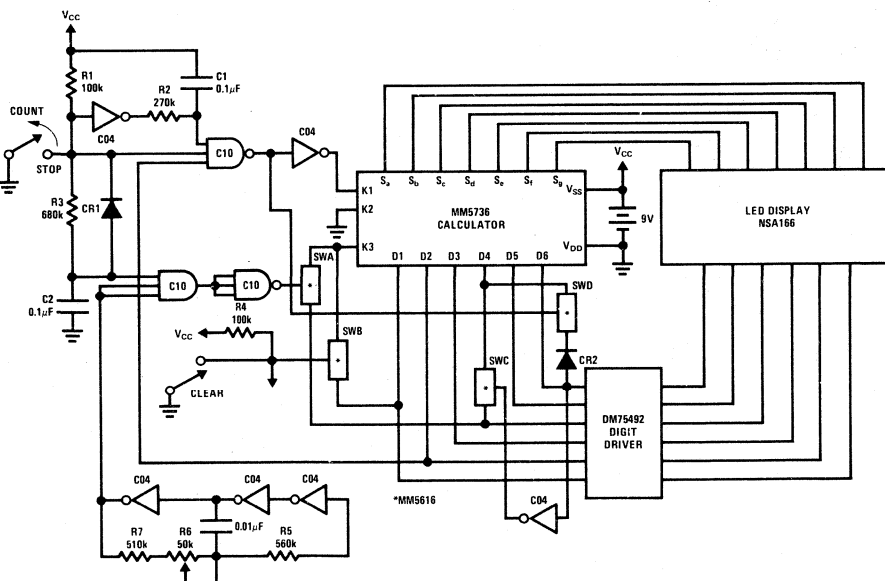 VCC
R1
100k
R2
270k
C1
0.1µF
COUNT
C04
STOP
C10
C04
R3
680k
CR1
C2
0.1µF
C10
C10
R4
100k
VCC
CLEAR
SWA
*
SWB
*
K1
K2
K3
Sa Sb Sc Sd Se Sf Sg
VSS
MM5736
CALCULATOR
VDD
D1 D2 D3 D4 D5 D6
VCC
9V
LED DISPLAY
NSA166
SWD
*
CR2
SWC
*
DM75492
DIGIT
DRIVER
*MM5616
C04
C04 C04 C04
0.01µF
R7
510k
R6
50k
R5
560k